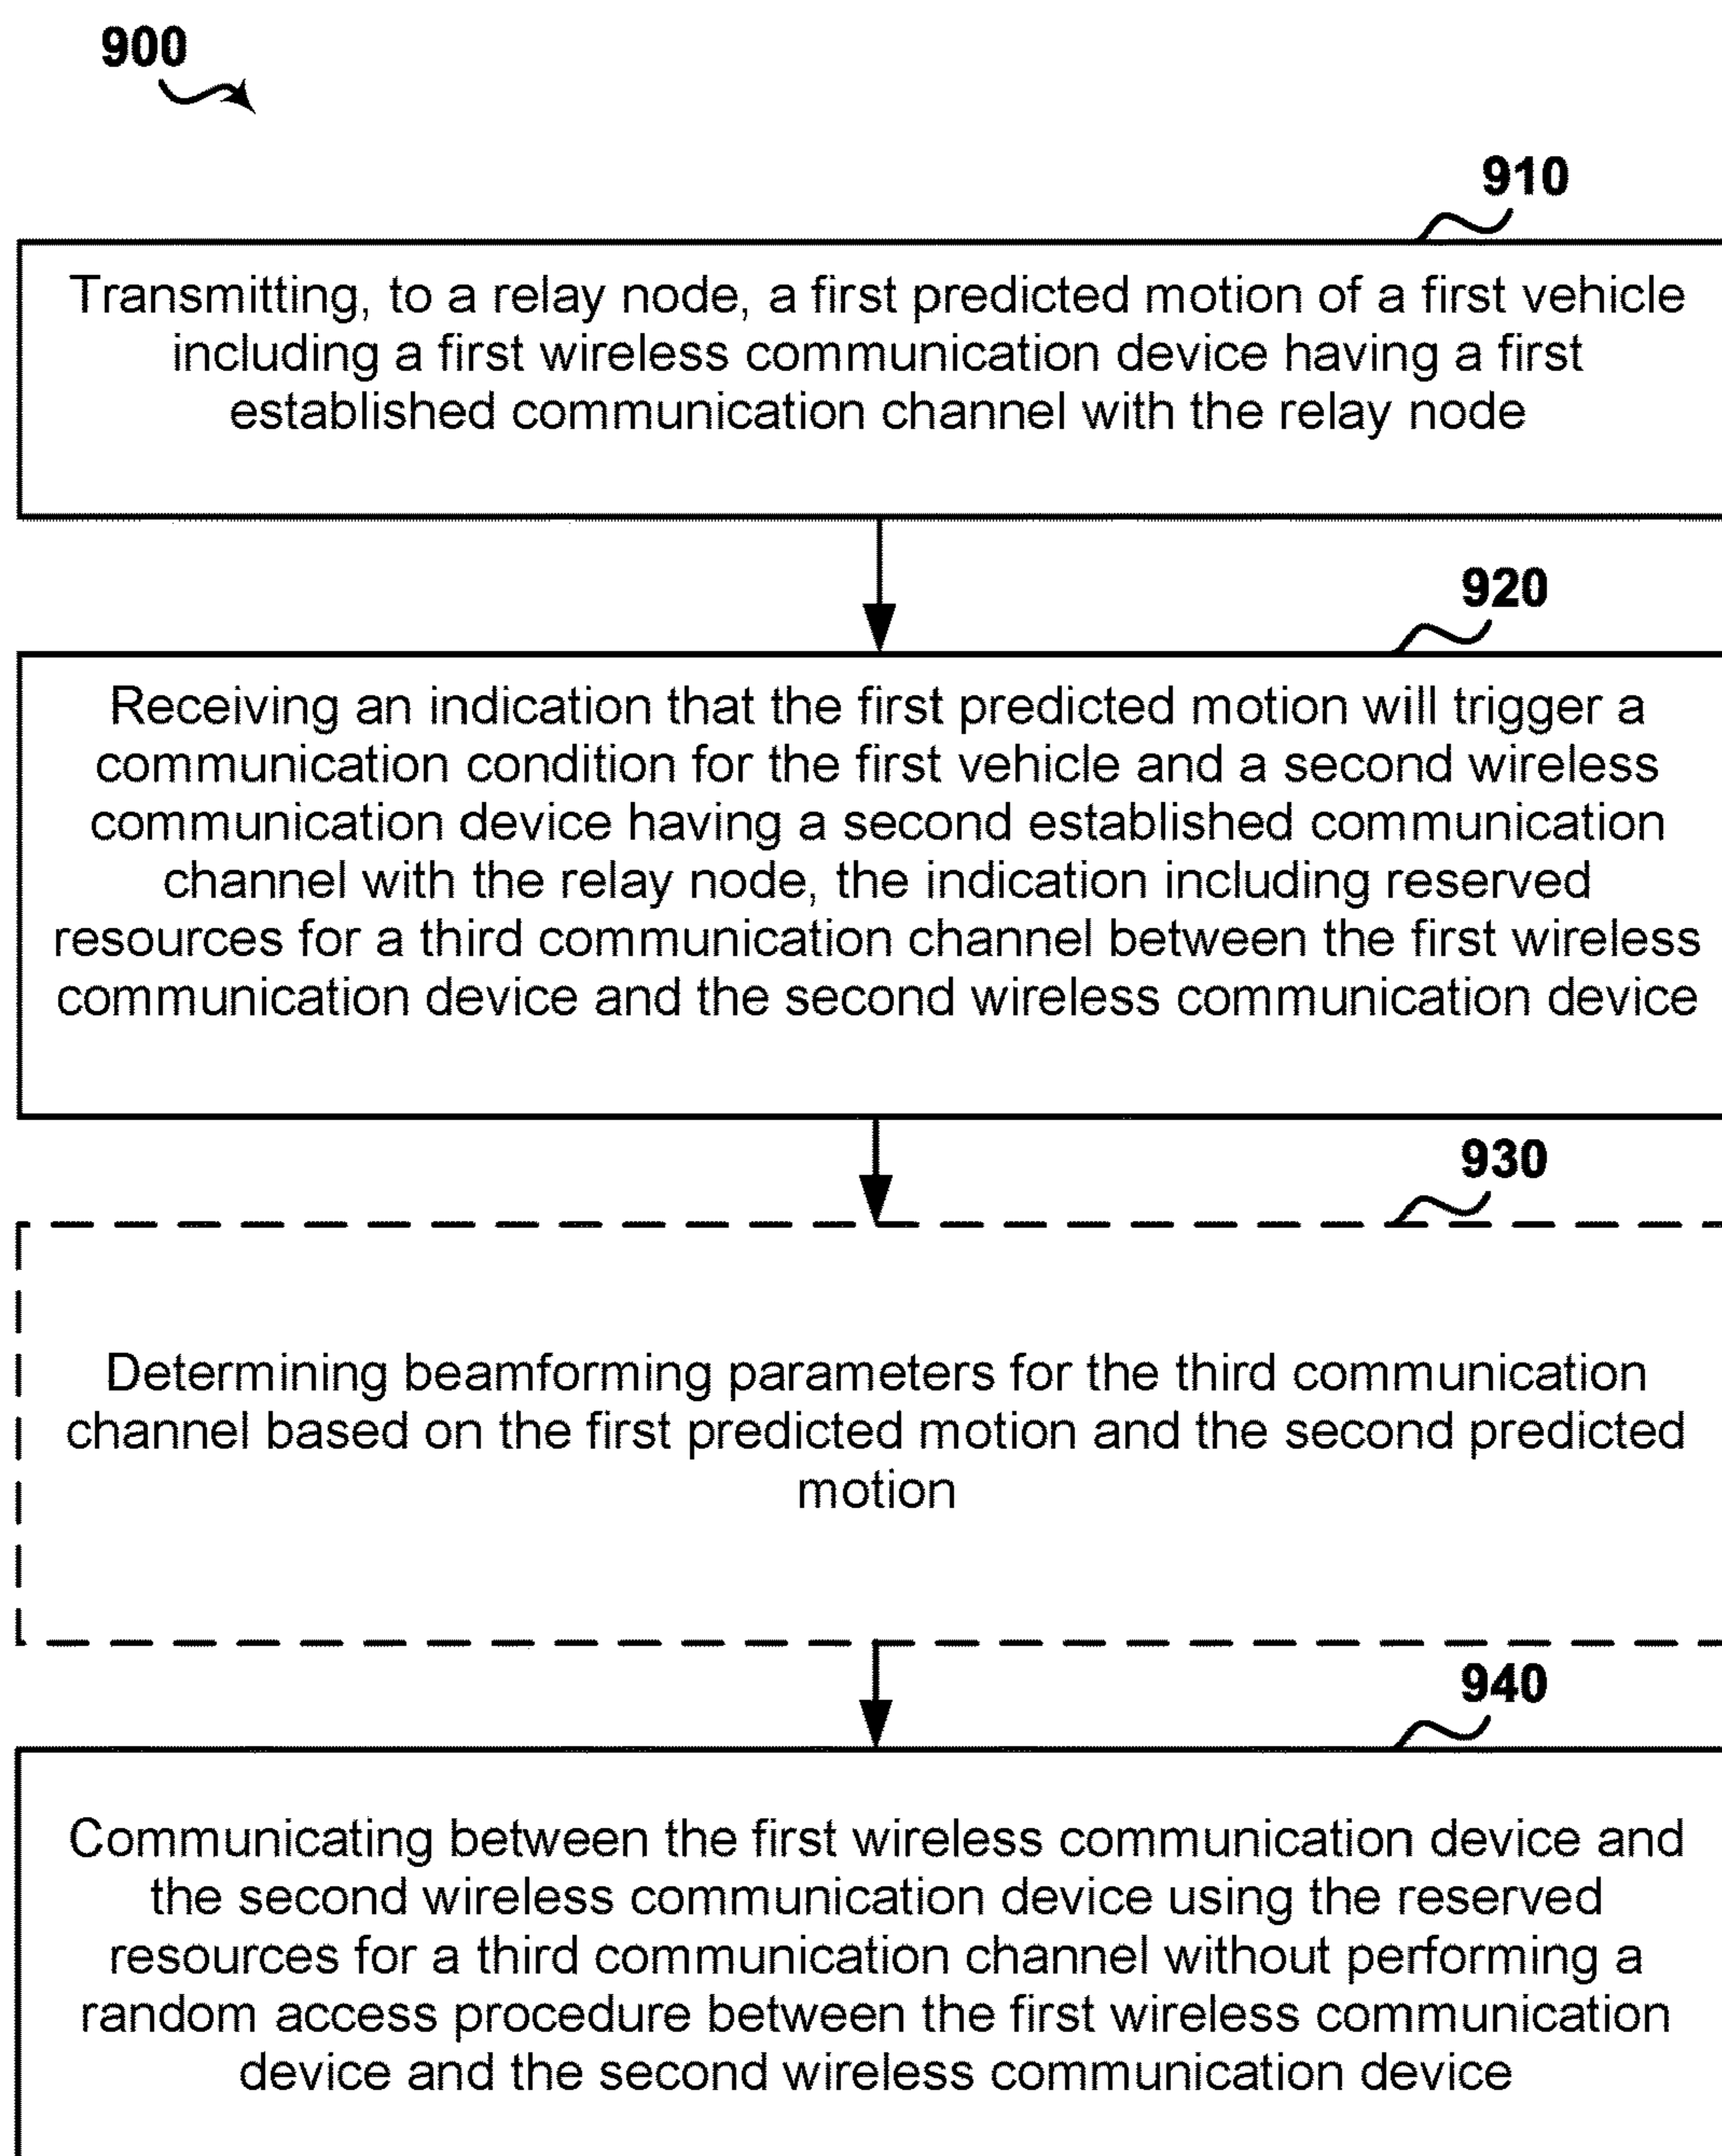 900
910
Transmitting, to a relay node, a first predicted motion of a first vehicle
including a first wireless communication device having a first
established communication channel with the relay node
920
Receiving an indication that the first predicted motion will trigger a
communication condition for the first vehicle and a second wireless
communication device having a second established communication
channel with the relay node, the indication including reserved
resources for a third communication channel between the first wireless
communication device and the second wireless communication device
930
Determining beamforming parameters for the third communication
channel based on the first predicted motion and the second predicted
motion
940
Communicating between the first wireless communication device and
the second wireless communication device using the reserved
resources for a third communication channel without performing a
random access procedure between the first wireless communication
device and the second wireless communication device